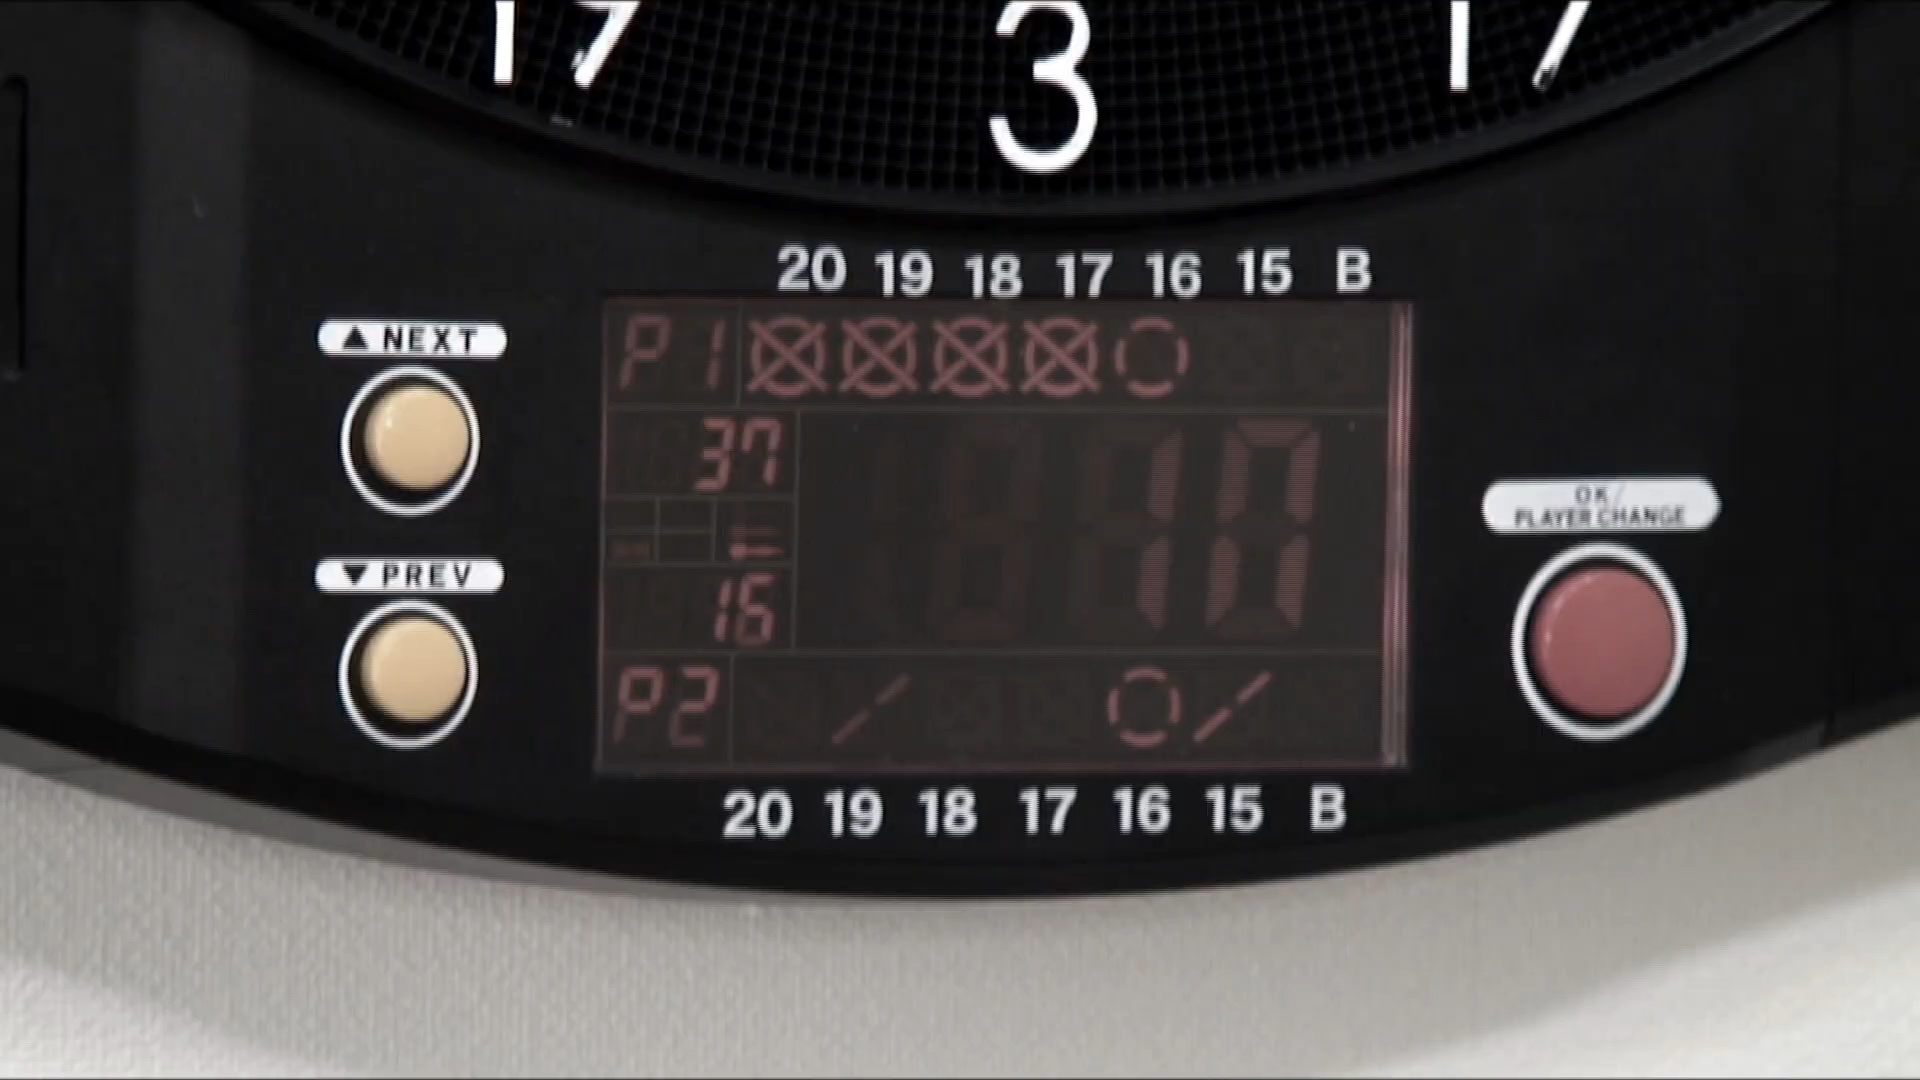 17 3 17
20 19 18 17 16 15 B
▲ NEXT
P1
37
OK/
PLAYER CHANGE
▼ PREV
16
P2
20 19 18 17 16 15 B